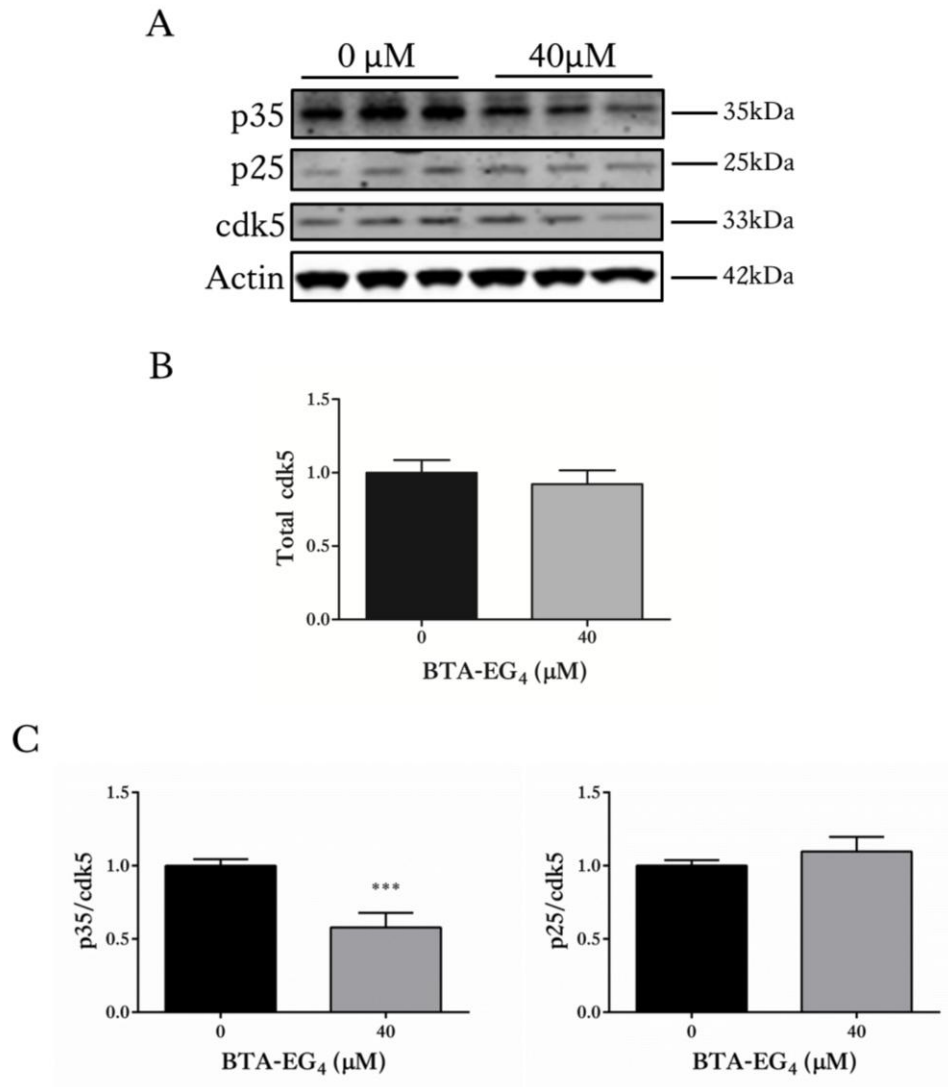 A
0 μM 40μM
p35 35kDa
p25 25kDa
cdk5 33kDa
Actin 42kDa
B
1.5
1.0
0.5
0.0
Total cdk5
0 40
BTA-EG₄ (μM)
C
1.5
1.0
0.5
0.0
p35/cdk5
***
0 40
BTA-EG₄ (μM)
1.5
1.0
0.5
0.0
p25/cdk5
0 40
BTA-EG₄ (μM)